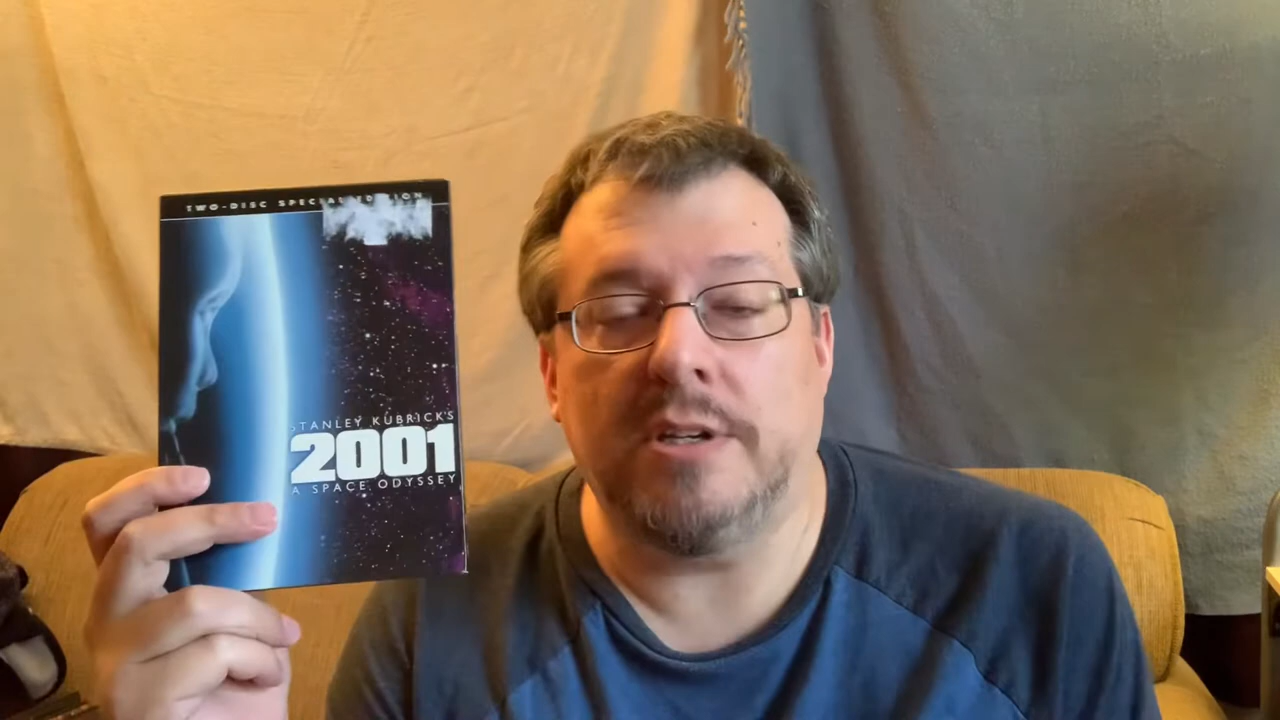 TWO-DISC SPECIAL EDITION
STANLEY KUBRICK'S
2001
A SPACE ODYSSEY